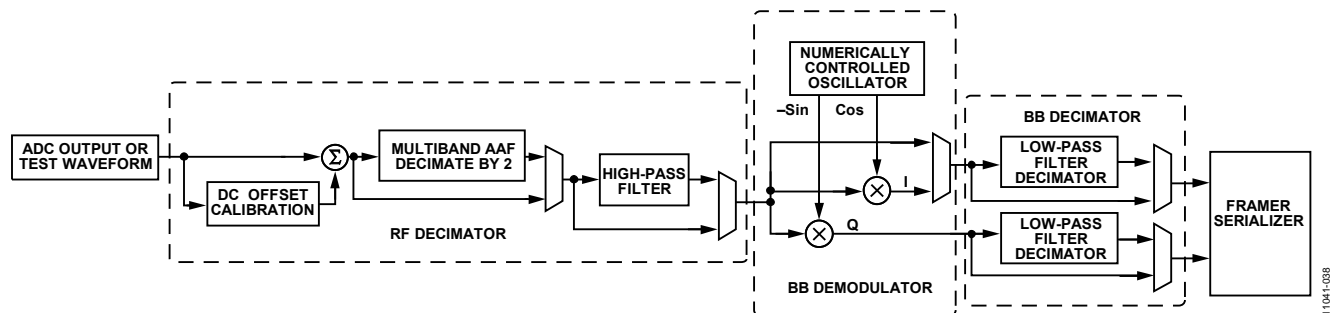 ADC OUTPUT OR
TEST WAVEFORM
DC OFFSET
CALIBRATION
Σ
MULTIBAND AAF
DECIMATE BY 2
HIGH-PASS
FILTER
RF DECIMATOR
NUMERICALLY
CONTROLLED
OSCILLATOR
–Sin
Cos
I
Q
BB DEMODULATOR
BB DECIMATOR
LOW-PASS
FILTER
DECIMATOR
LOW-PASS
FILTER
DECIMATOR
FRAMER
SERIALIZER
11041-038